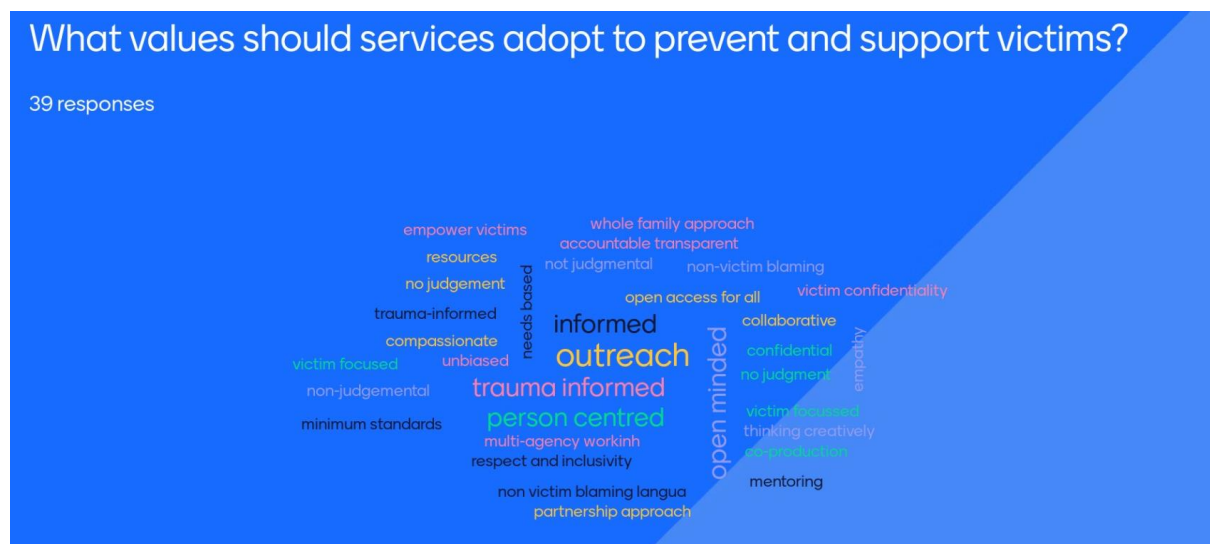 What values should services adopt to prevent and support victims?
39 responses
whole family approach
empower victims
accountable transparent
resources
not judgmental
non-victim blaming
no judgement
needs based
open access for all
victim confidentiality
trauma-informed
informed
collaborative
compassionate
outreach
open minded
confidential
empathy
victim focused
unbiased
no judgment
non-judgemental
trauma informed
victim focussed
minimum standards
person centred
thinking creatively
multi-agency workinh
co-production
respect and inclusivity
mentoring
non victim blaming langua
partnership approach